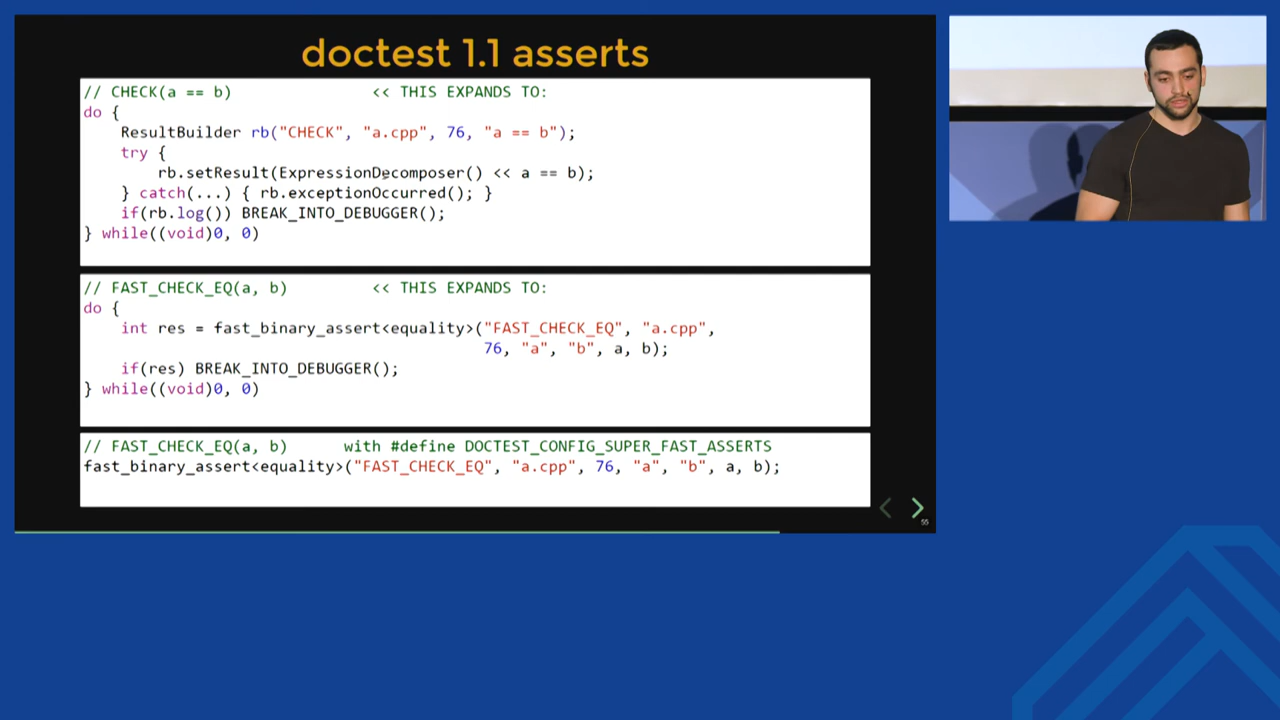 doctest 1.1 asserts
// CHECK(a == b) << THIS EXPANDS TO:
do {
ResultBuilder rb("CHECK", "a.cpp", 76, "a == b");
try {
rb.setResult(ExpressionDecomposer() << a == b);
} catch(...) { rb.exceptionOccurred(); }
if(rb.log()) BREAK_INTO_DEBUGGER();
} while((void)0, 0)
// FAST_CHECK_EQ(a, b) << THIS EXPANDS TO:
do {
int res = fast_binary_assert<equality>("FAST_CHECK_EQ", "a.cpp",
76, "a", "b", a, b);
if(res) BREAK_INTO_DEBUGGER();
} while((void)0, 0)
// FAST_CHECK_EQ(a, b) with #define DOCTEST_CONFIG_SUPER_FAST_ASSERTS
fast_binary_assert<equality>("FAST_CHECK_EQ", "a.cpp", 76, "a", "b", a, b);
55